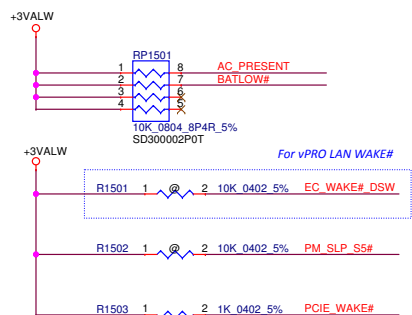 +3VALW
RP1501
1 8 AC_PRESENT
2 7 BATLOW#
3 6
4 5
10K_0804_8P4R_5%
SD300002P0T
+3VALW
For vPRO LAN WAKE#
R1501 1 @ 2 10K_0402_5% EC_WAKE#_DSW
R1502 1 @ 2 10K_0402_5% PM_SLP_S5#
R1503 1 2 1K_0402_5% PCIE_WAKE#